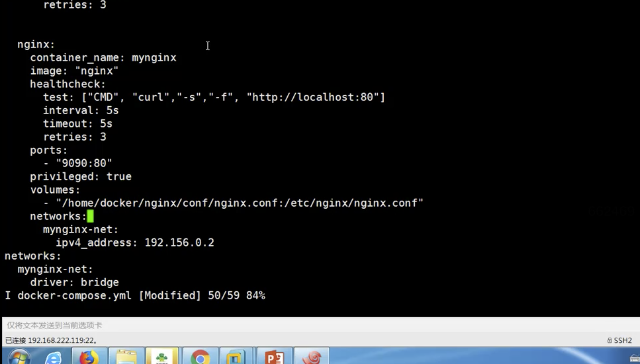 retries: 3
nginx:
container_name: mynginx
image: "nginx"
healthcheck:
test: ["CMD", "curl","-s","-f", "http://localhost:80"]
interval: 5s
timeout: 5s
retries: 3
ports:
- "9090:80"
privileged: true
volumes:
- "/home/docker/nginx/conf/nginx.conf:/etc/nginx/nginx.conf"
networks:
mynginx-net:
ipv4_address: 192.156.0.2
networks:
mynginx-net:
driver: bridge
I docker-compose.yml [Modified] 50/59 84%
仅将文本发送到当前选项卡
已连接 192.168.222.119:22。
SSH2